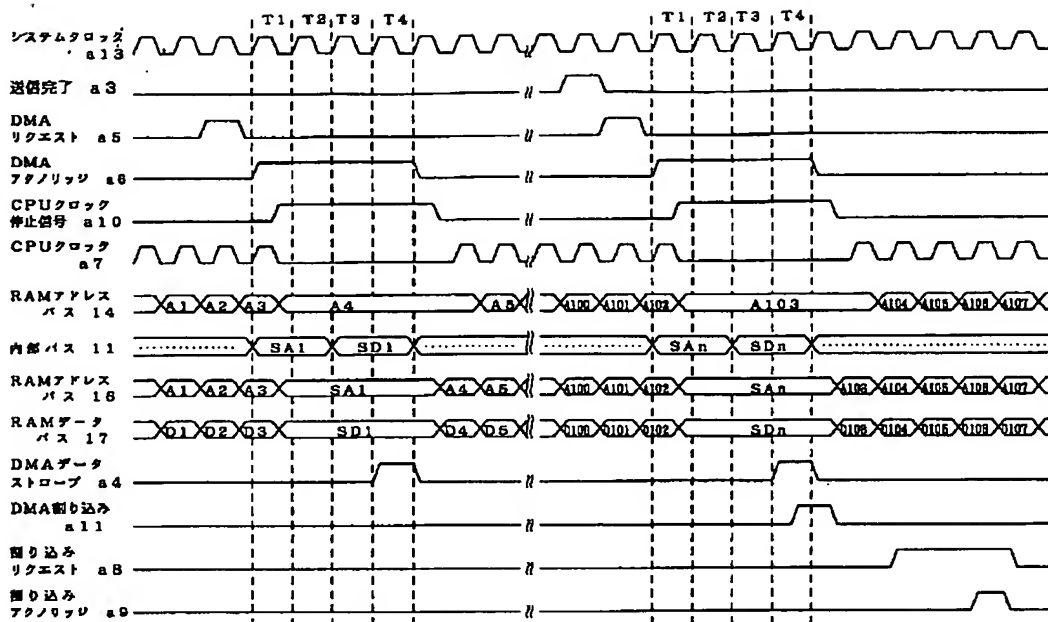 T1 T2 T3 T4 T1 T2 T3 T4
システムクロック
a13
送信完了 a3
DMA
リクエスト a5
DMA
アクノリッジ a6
CPUクロック
停止信号 a10
CPUクロック
a7
RAMアドレス
バス 14
A1 A2 A3 A4 A5 A100 A101 A102 A103 A104 A105 A106 A107
内部バス 11
SA1 SD1 SAn SDn
RAMアドレス
バス 16
A1 A2 A3 SA1 A4 A5 A100 A101 A102 SAn A103 A104 A105 A106 A107
RAMデータ
バス 17
D1 D2 D3 SD1 D4 D5 D100 D101 D102 SDn D103 D104 D105 D106 D107
DMAデータ
ストローブ a4
DMA割り込み
a11
割り込み
リクエスト a8
割り込み
アクノリッジ a9